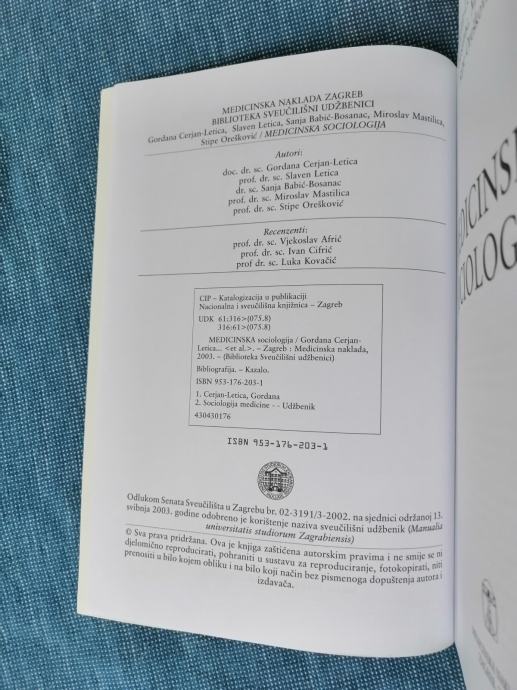 MEDICINSKA NAKLADA ZAGREB
BIBLIOTEKA SVEUČILIŠNI UDŽBENICI
Gordana Cerjan-Letica, Slaven Letica, Sanja Babić-Bosanac, Miroslav Mastilica,
Stipe Orešković / MEDICINSKA SOCIOLOGIJA
Autori:
doc. dr. sc. Gordana Cerjan-Letica
prof. dr. sc. Slaven Letica
dr. sc. Sanja Babić-Bosanac
prof. dr. sc. Miroslav Mastilica
prof. dr. sc. Stipe Orešković
Recenzenti:
prof. dr. sc. Vjekoslav Afrić
prof. dr. sc. Ivan Cifrić
prof dr. sc. Luka Kovačić
CIP – Katalogizacija u publikaciji
Nacionalna i sveučilišna knjižnica – Zagreb
UDK 61:316>(075.8)
316:61>(075.8)
MEDICINSKA sociologija / Gordana Cerjan-
Letica... <et al.>. – Zagreb : Medicinska naklada,
2003. – (Biblioteka Sveučilišni udžbenici)
Bibliografija. – Kazalo.
ISBN 953-176-203-1
1. Cerjan-Letica, Gordana
2. Sociologija medicine - - Udžbenik
430430176
ISBN 953-176-203-1
Odlukom Senata Sveučilišta u Zagrebu br. 02-3191/3-2002. na sjednici održanoj 13.
svibnja 2003. godine odobreno je korištenje naziva sveučilišni udžbenik (Manualia
universitatis studiorum Zagrabiensis)
© Sva prava pridržana. Ova je knjiga zaštićena autorskim pravima i ne smije se ni
djelomično reproducirati, pohraniti u sustavu za reproduciranje, fotokopirati, niti
prenositi u bilo kojem obliku i na bilo koji način bez pismenoga dopuštenja autora i
izdavača.